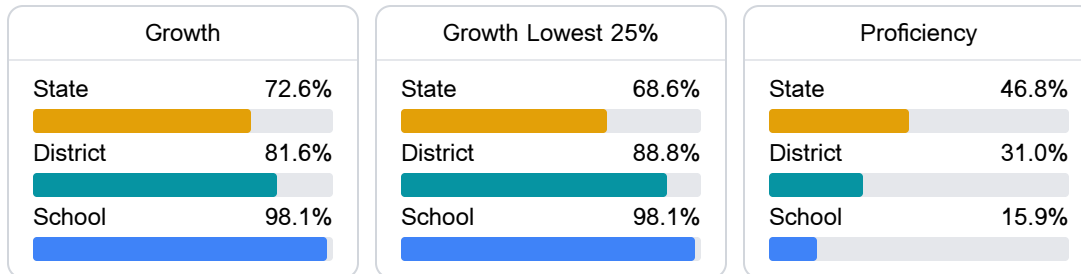 Growth
State 72.6%
District 81.6%
School 98.1%
Growth Lowest 25%
State 68.6%
District 88.8%
School 98.1%
Proficiency
State 46.8%
District 31.0%
School 15.9%